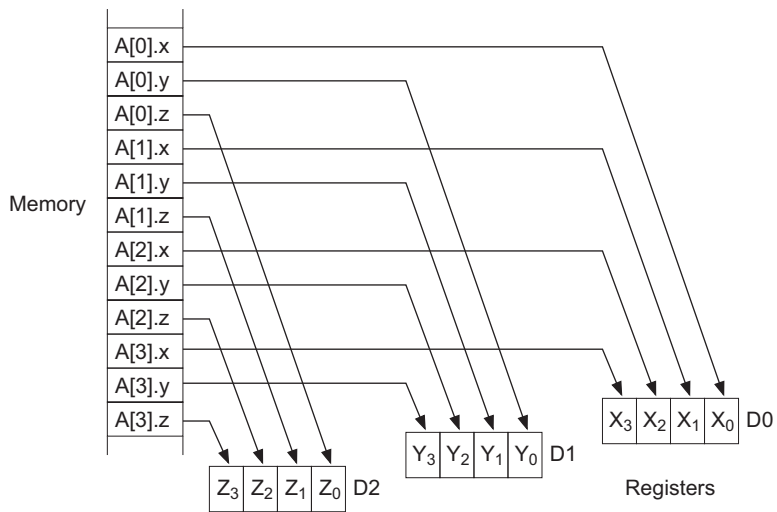 A[0].x
A[0].y
A[0].z
A[1].x
A[1].y
Memory
A[1].z
A[2].x
A[2].y
A[2].z
A[3].x
A[3].y
A[3].z
X₃ X₂ X₁ X₀ D0
Y₃ Y₂ Y₁ Y₀ D1
Z₃ Z₂ Z₁ Z₀ D2
Registers